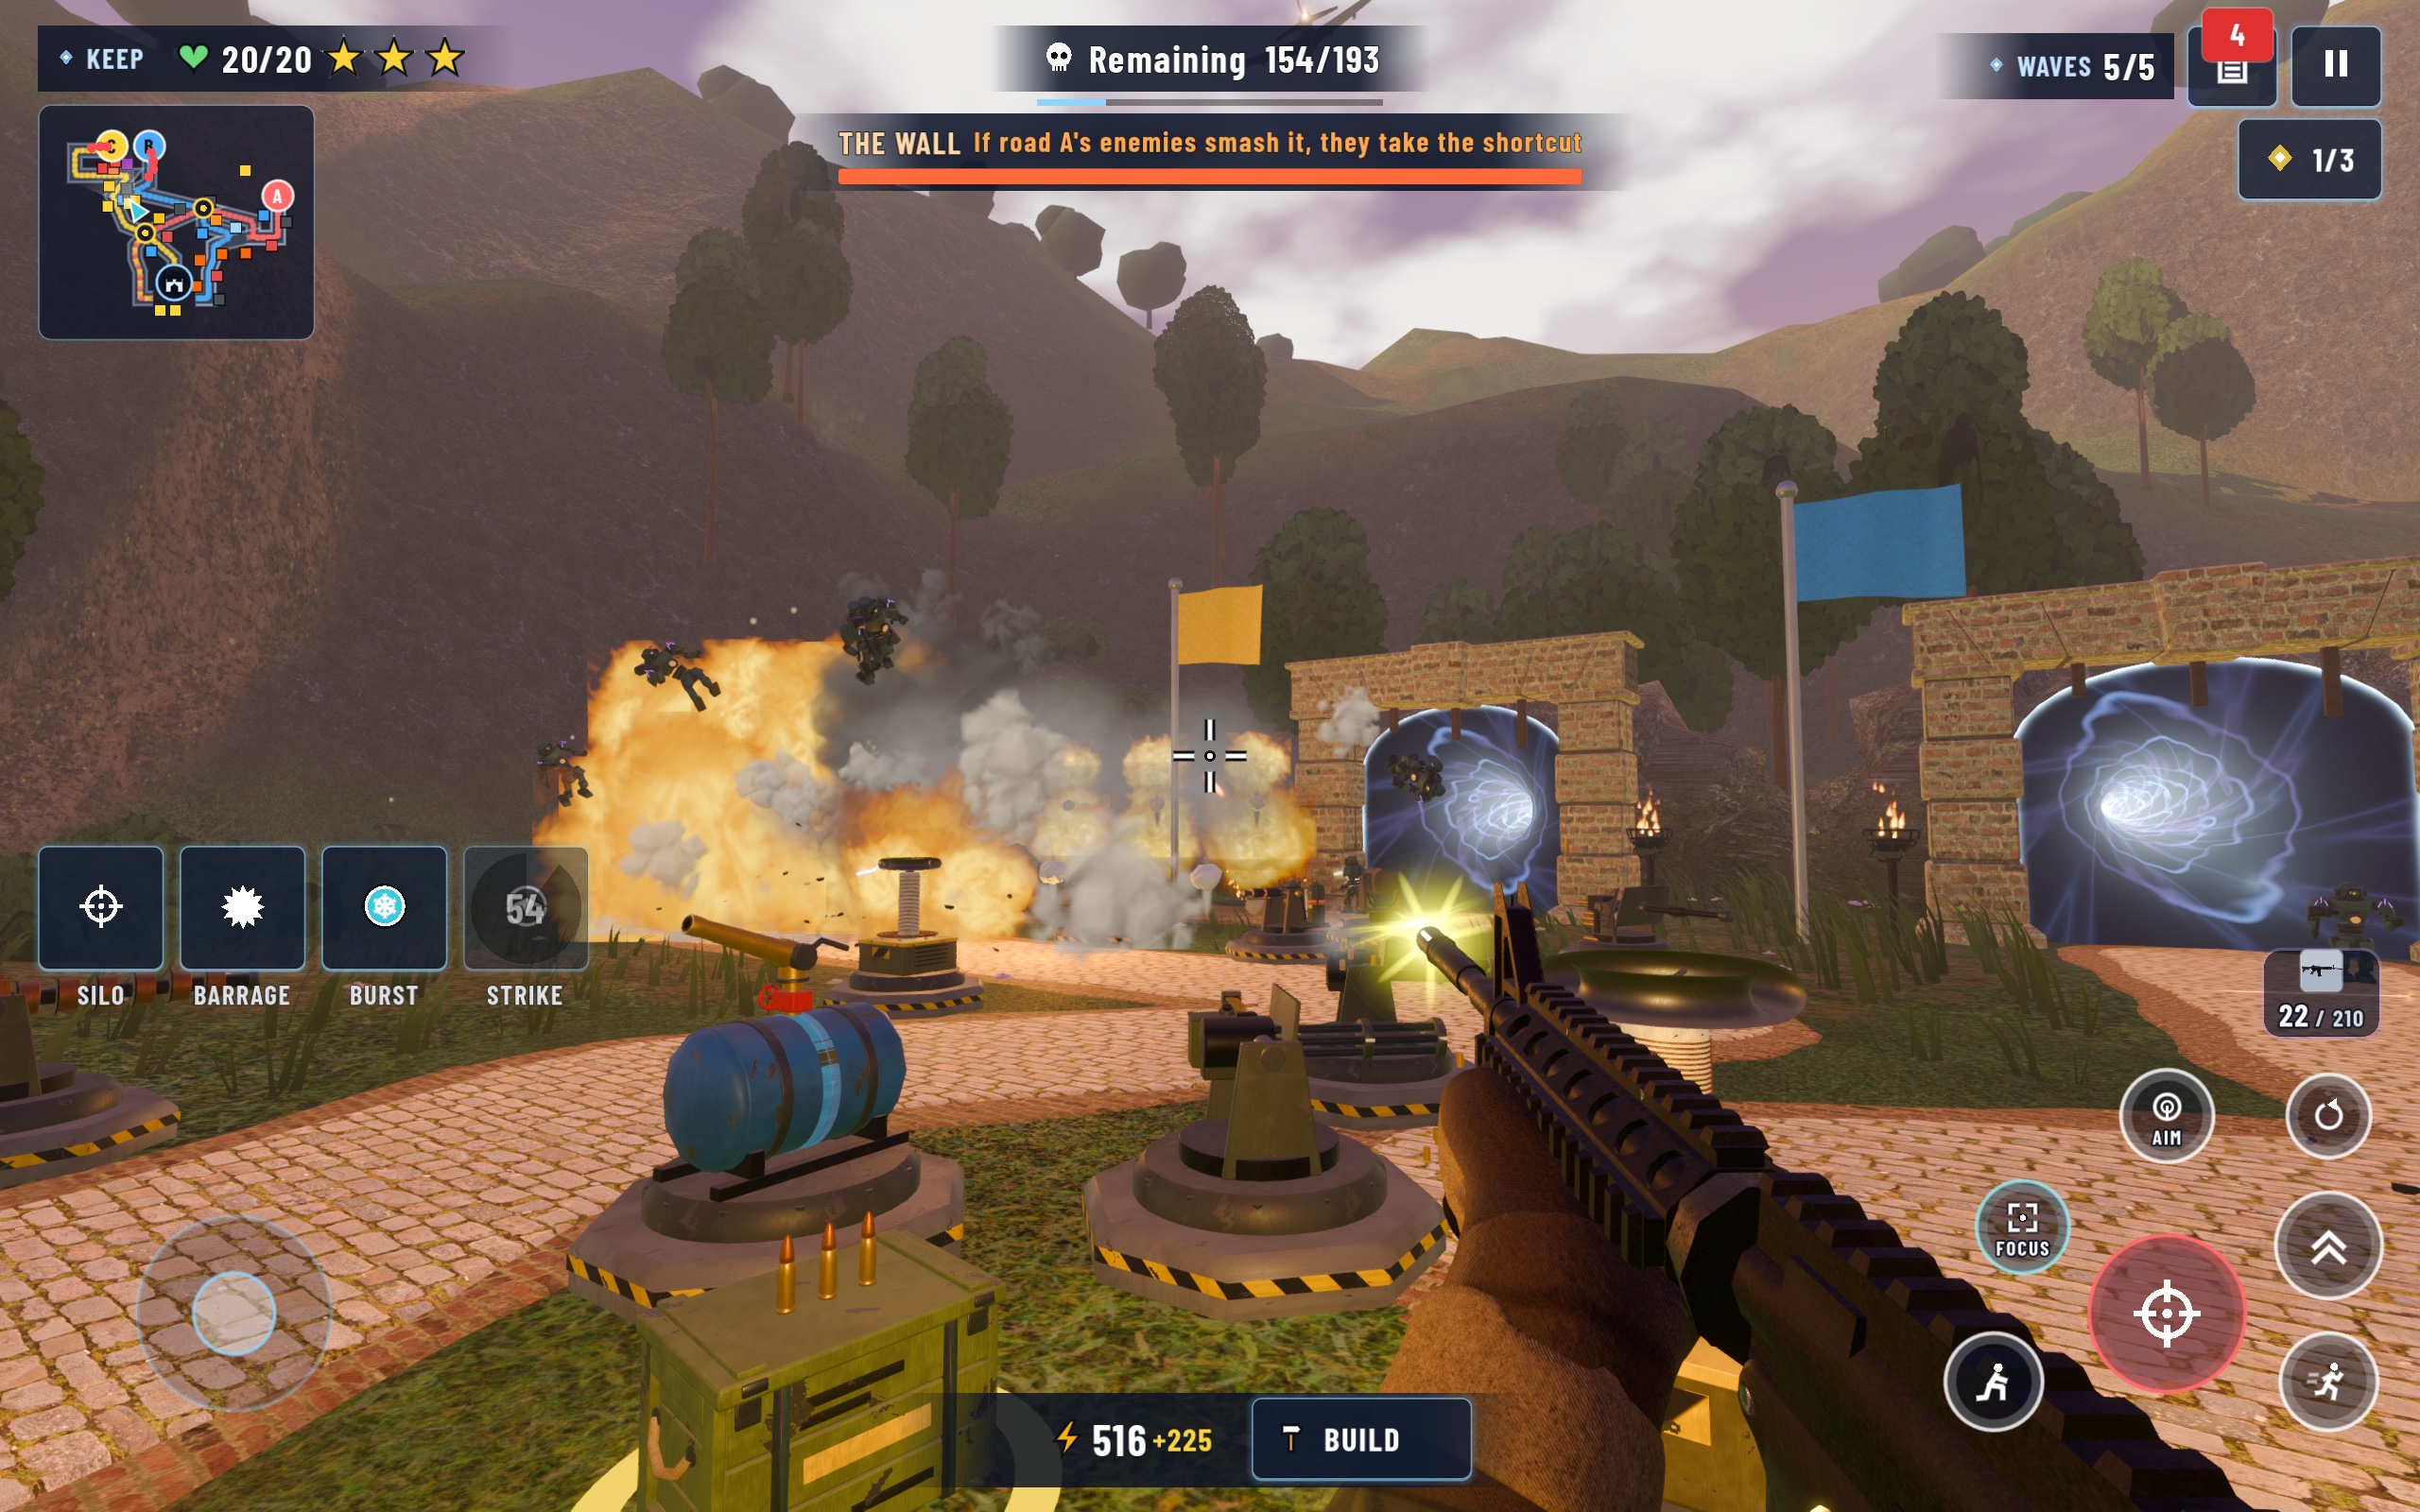 KEEP 20/20
Remaining 154/193
WAVES 5/5
4
THE WALL If road A's enemies smash it, they take the shortcut
1/3
C
B
A
54
SILO
BARRAGE
BURST
STRIKE
22 / 210
AIM
FOCUS
516 +225
BUILD